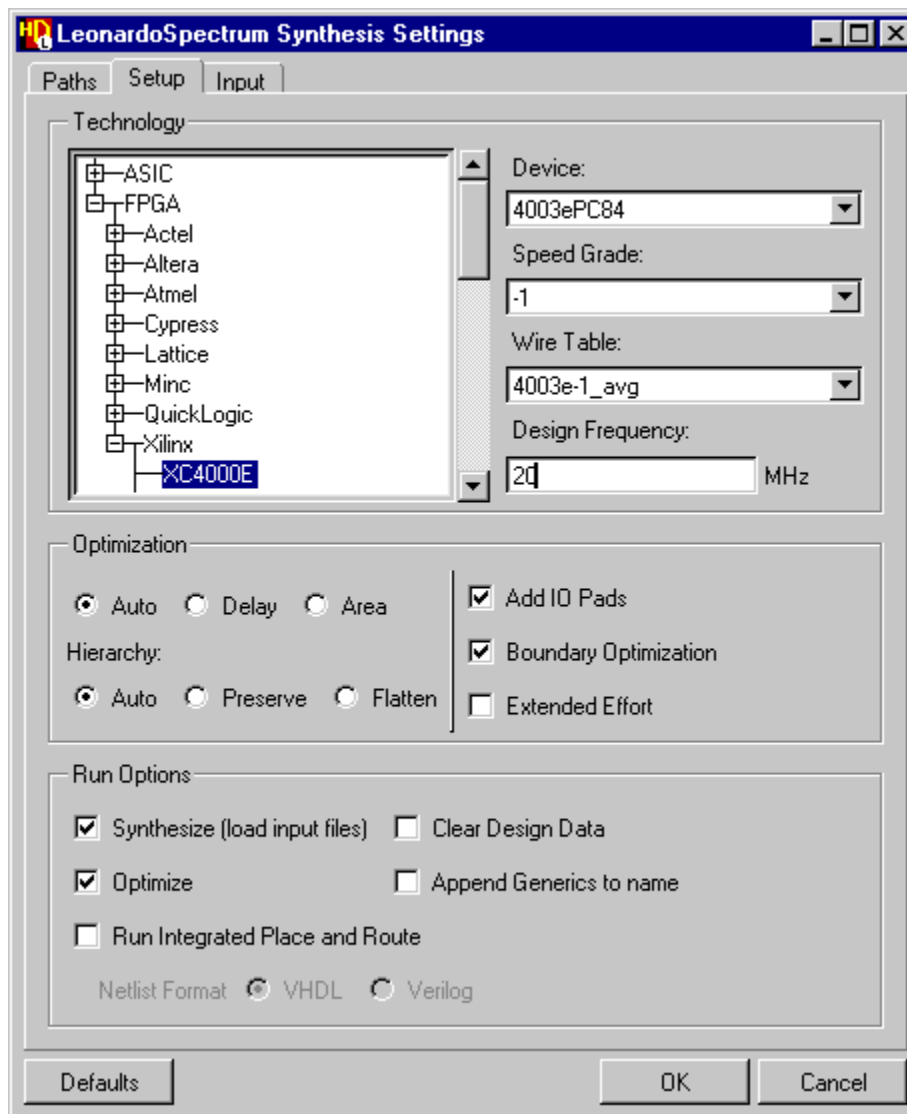 LeonardoSpectrum Synthesis Settings
Paths Setup Input
Technology
ASIC
FPGA
Actel
Altera
Atmel
Cypress
Lattice
Minc
QuickLogic
Xilinx
XC4000E
Device:
4003ePC84
Speed Grade:
-1
Wire Table:
4003e-1_avg
Design Frequency:
20 MHz
Optimization
Auto Delay Area
Hierarchy:
Auto Preserve Flatten
Add IO Pads
Boundary Optimization
Extended Effort
Run Options
Synthesize (load input files) Clear Design Data
Optimize Append Generics to name
Run Integrated Place and Route
Netlist Format VHDL Verilog
Defaults OK Cancel